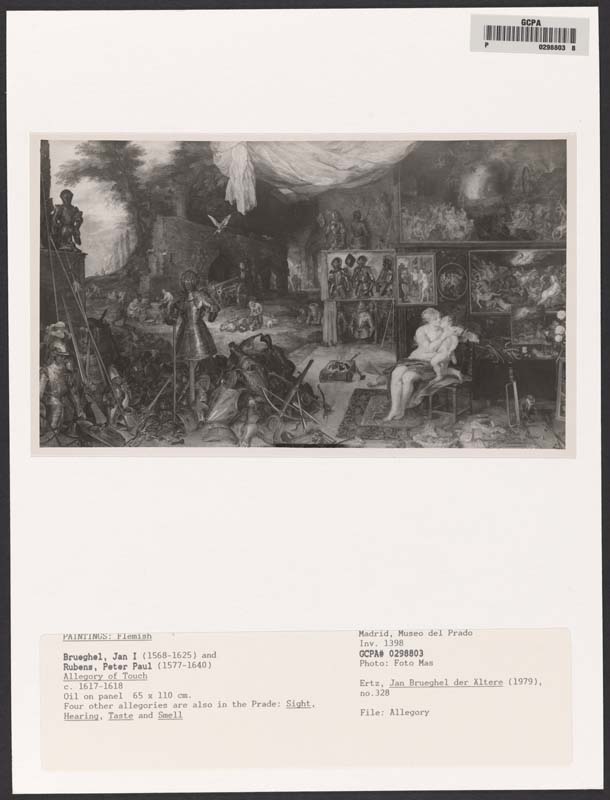 GCPA
P 0298803 B
PAINTINGS: Flemish
Brueghel, Jan I (1568-1625) and
Rubens, Peter Paul (1577-1640)
Allegory of Touch
c. 1617-1618
Oil on panel 65 x 110 cm.
Four other allegories are also in the Prade: Sight,
Hearing, Taste and Smell
Madrid, Museo del Prado
Inv. 1398
GCPA# 0298803
Photo: Foto Mas
Ertz, Jan Brueghel der Altere (1979),
no.328
File: Allegory